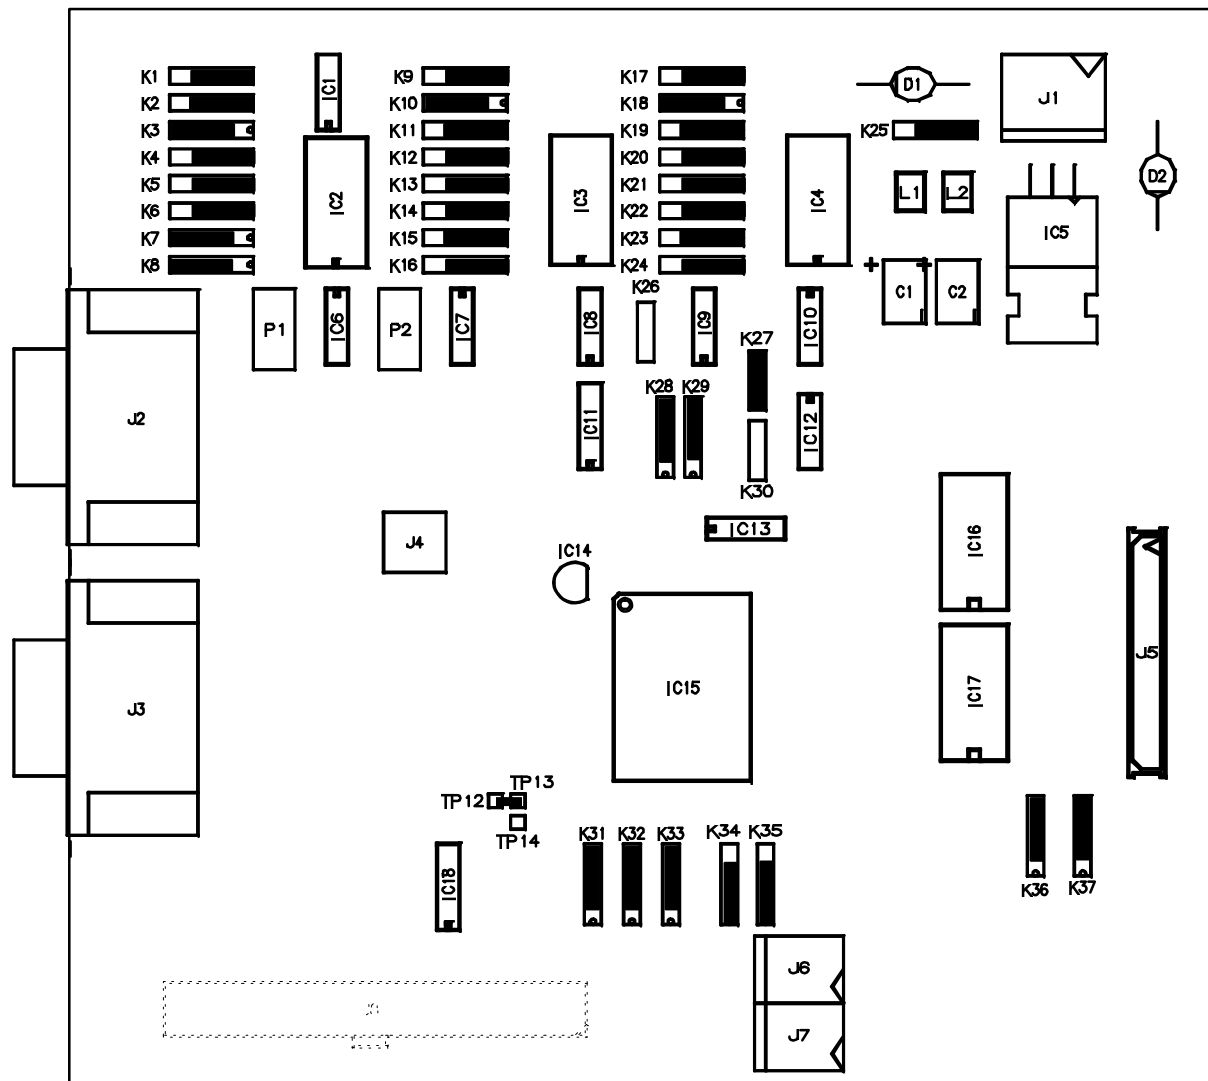 K1
K2
K3
K4
K5
K6
K7
K8
IC1
IC2
K9
K10
K11
K12
K13
K14
K15
K16
IC3
K17
K18
K19
K20
K21
K22
K23
K24
IC4
D1
K25
L1
L2
J1
D2
IC5
+
C1
+
C2
P1
IC6
P2
IC7
IC8
K26
IC9
K27
IC10
J2
IC11
K28
K29
IC12
K30
IC13
J4
IC14
IC16
IC15
IC17
J5
J3
TP13
TP12
TP14
K31
K32
K33
K34
K35
IC18
K36
K37
J6
J7